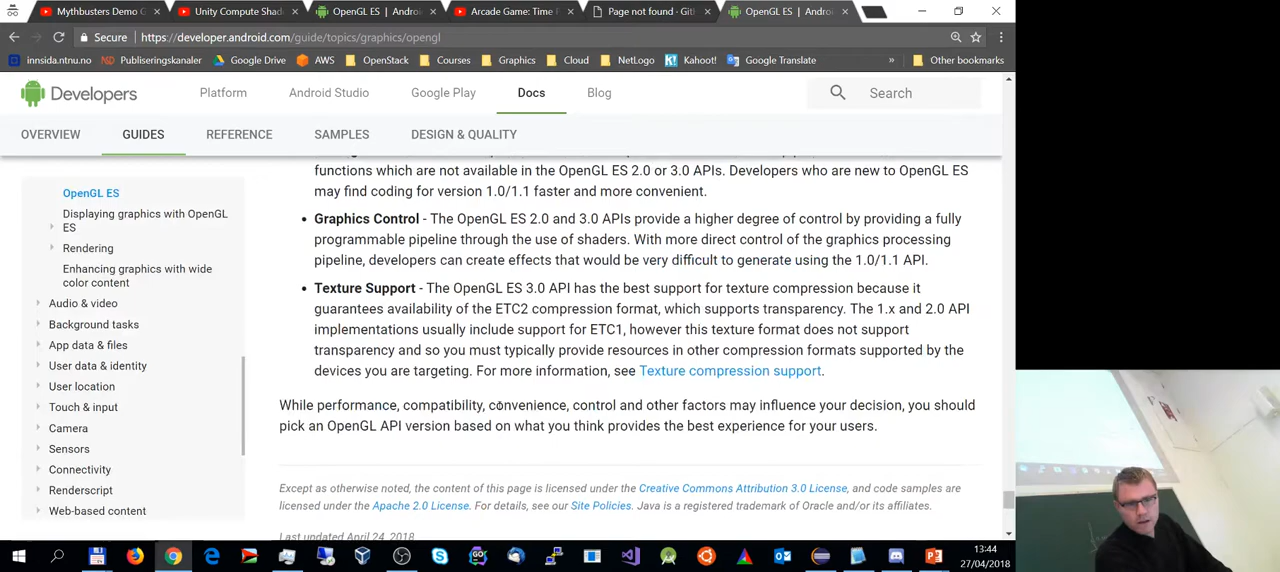 Mythbusters Demo G
Unity Compute Shad
OpenGL ES | Androi
Arcade Game: Time P
Page not found · Gitl
OpenGL ES | Androi
Secure | https://developer.android.com/guide/topics/graphics/opengl
innsida.ntnu.no
ND Publiseringskanaler
Google Drive
AWS
OpenStack
Courses
Graphics
Cloud
NetLogo
K! Kahoot!
Google Translate
»
Other bookmarks
Developers
Platform
Android Studio
Google Play
Docs
Blog
Search
OVERVIEW
GUIDES
REFERENCE
SAMPLES
DESIGN & QUALITY
OpenGL ES
Displaying graphics with OpenGL
ES
Rendering
Enhancing graphics with wide
color content
Audio & video
Background tasks
App data & files
User data & identity
User location
Touch & input
Camera
Sensors
Connectivity
Renderscript
Web-based content
functions which are not available in the OpenGL ES 2.0 or 3.0 APIs. Developers who are new to OpenGL ES
may find coding for version 1.0/1.1 faster and more convenient.
• Graphics Control - The OpenGL ES 2.0 and 3.0 APIs provide a higher degree of control by providing a fully
programmable pipeline through the use of shaders. With more direct control of the graphics processing
pipeline, developers can create effects that would be very difficult to generate using the 1.0/1.1 API.
• Texture Support - The OpenGL ES 3.0 API has the best support for texture compression because it
guarantees availability of the ETC2 compression format, which supports transparency. The 1.x and 2.0 API
implementations usually include support for ETC1, however this texture format does not support
transparency and so you must typically provide resources in other compression formats supported by the
devices you are targeting. For more information, see Texture compression support.
While performance, compatibility, convenience, control and other factors may influence your decision, you should
pick an OpenGL API version based on what you think provides the best experience for your users.
Except as otherwise noted, the content of this page is licensed under the Creative Commons Attribution 3.0 License, and code samples are
licensed under the Apache 2.0 License. For details, see our Site Policies. Java is a registered trademark of Oracle and/or its affiliates.
Last updated April 24, 2018
13:44
27/04/2018